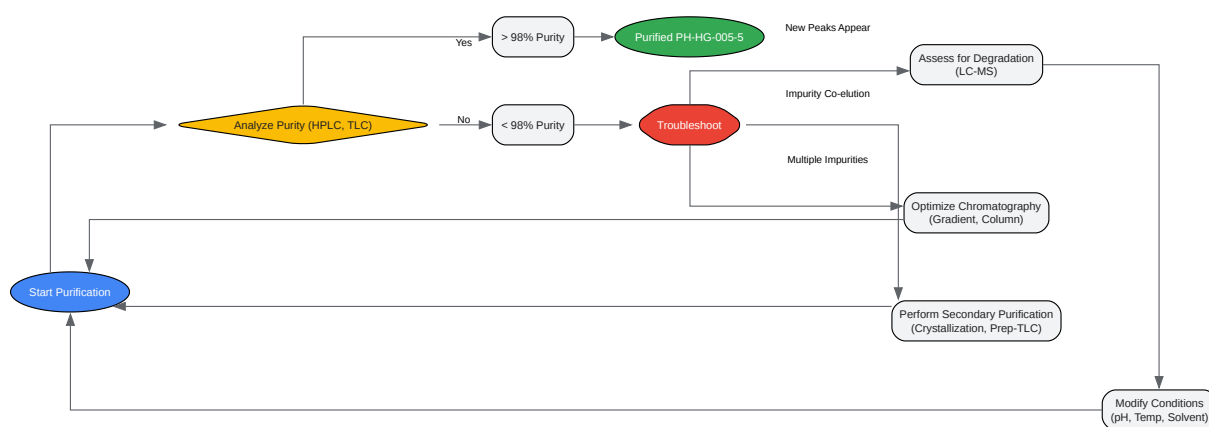 New Peaks Appear
Yes
> 98% Purity
Purified PH-HG-005-5
Assess for Degradation
(LC-MS)
Impurity Co-elution
Analyze Purity (HPLC, TLC)
No
< 98% Purity
Troubleshoot
Multiple Impurities
Optimize Chromatography
(Gradient, Column)
Start Purification
Perform Secondary Purification
(Crystallization, Prep-TLC)
Modify Conditions
(pH, Temp, Solvent)